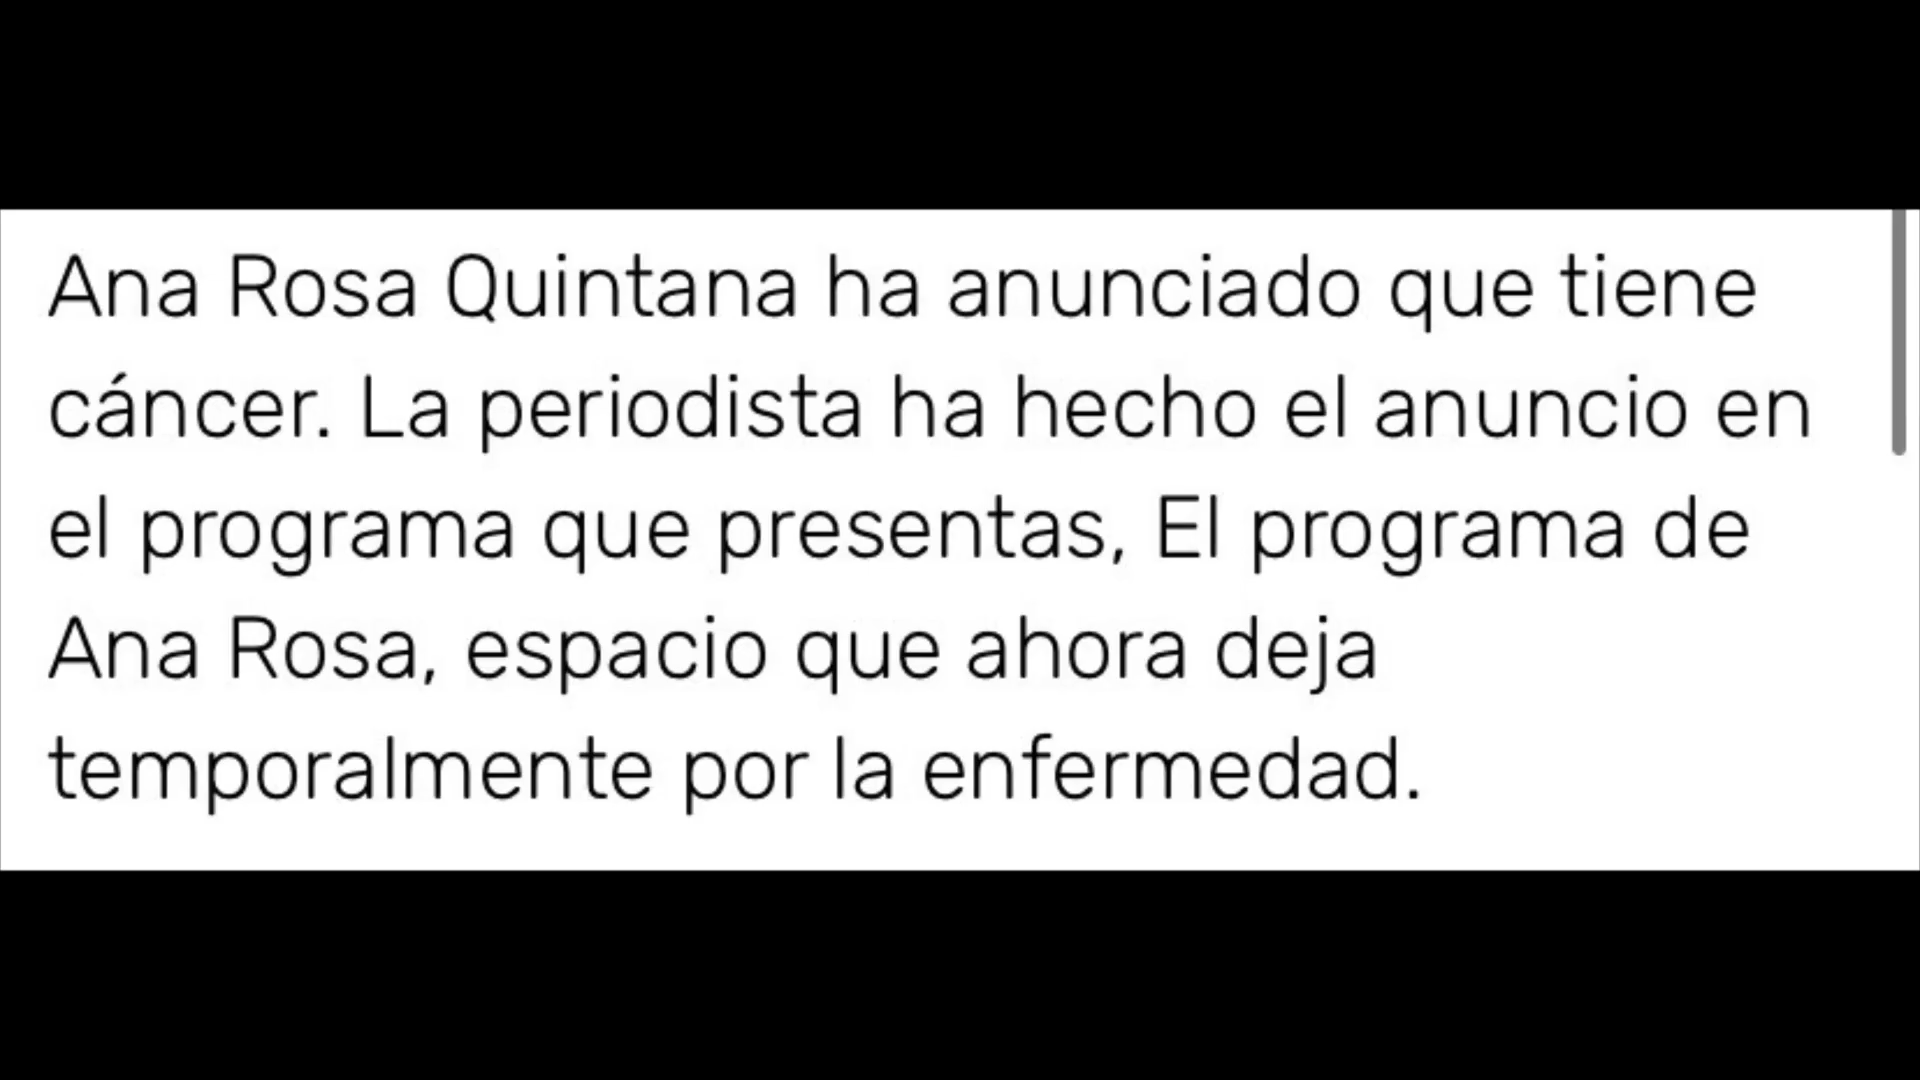 Ana Rosa Quintana ha anunciado que tiene
cáncer. La periodista ha hecho el anuncio en
el programa que presentas, El programa de
Ana Rosa, espacio que ahora deja
temporalmente por la enfermedad.